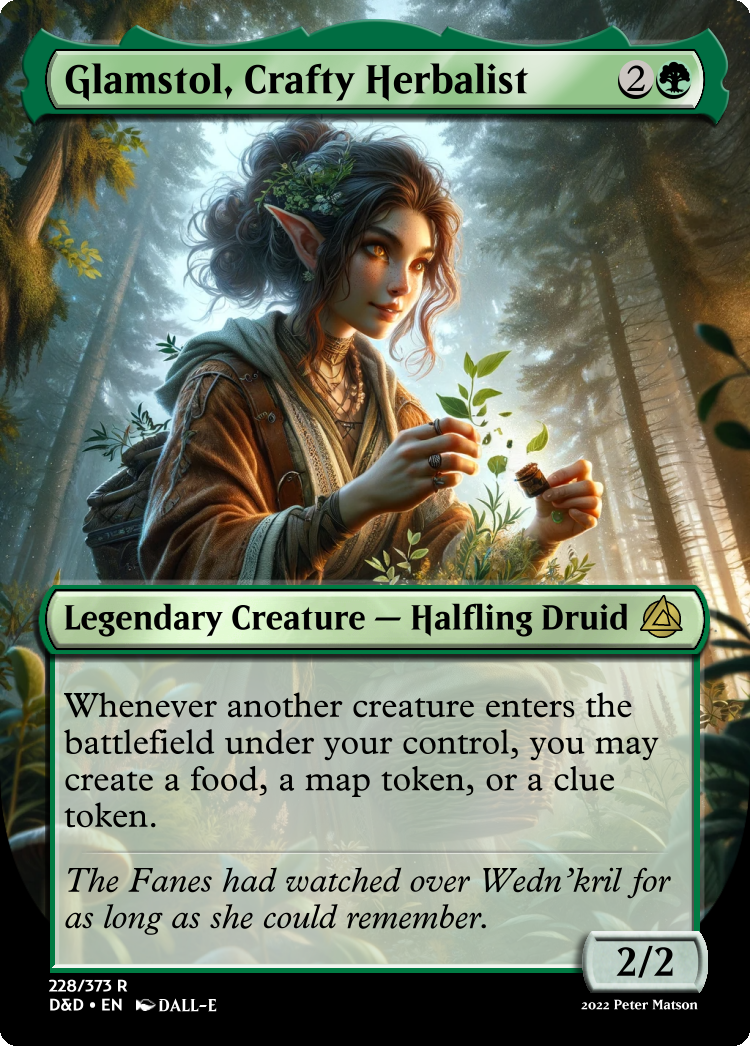 Glamstol, Crafty Herbalist 2
Legendary Creature — Halfling Druid
Whenever another creature enters the
battlefield under your control, you may
create a food, a map token, or a clue
token.
The Fanes had watched over Wedn'kril for
as long as she could remember.
2/2
228/373 R
D&D • EN DALL-E
2022 Peter Matson